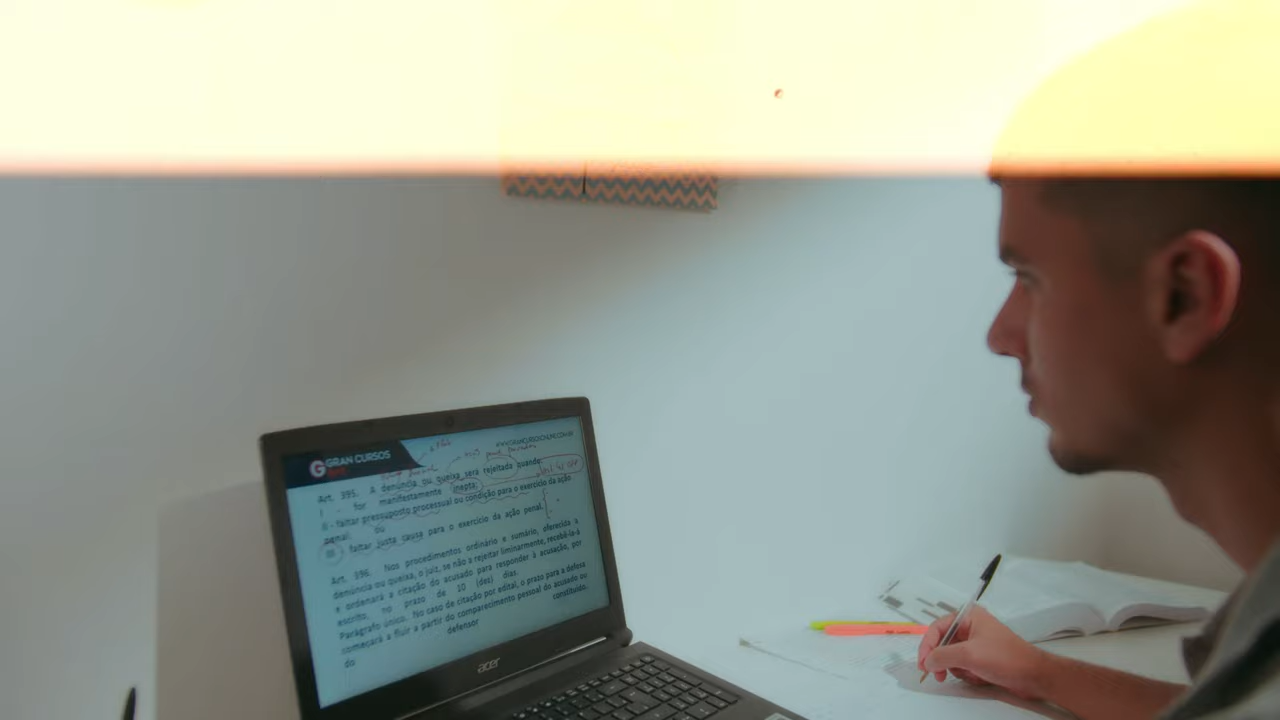 GRAN CURSOS
WWW.GRANCURSOSONLINE.COM.BR
Art. 395. A denúncia ou queixa será rejeitada quando:
I - for manifestamente inepta;
II - faltar pressuposto processual ou condição para o exercício da ação
penal; ou
III - faltar justa causa para o exercício da ação penal.
Art. 396. Nos procedimentos ordinário e sumário, oferecida a
denúncia ou queixa, o juiz, se não a rejeitar liminarmente, recebê-la-á
e ordenará a citação do acusado para responder à acusação, por
escrito, no prazo de 10 (dez) dias.
Parágrafo único. No caso de citação por edital, o prazo para a defesa
começará a fluir a partir do comparecimento pessoal do acusado ou
do defensor constituído.
acer